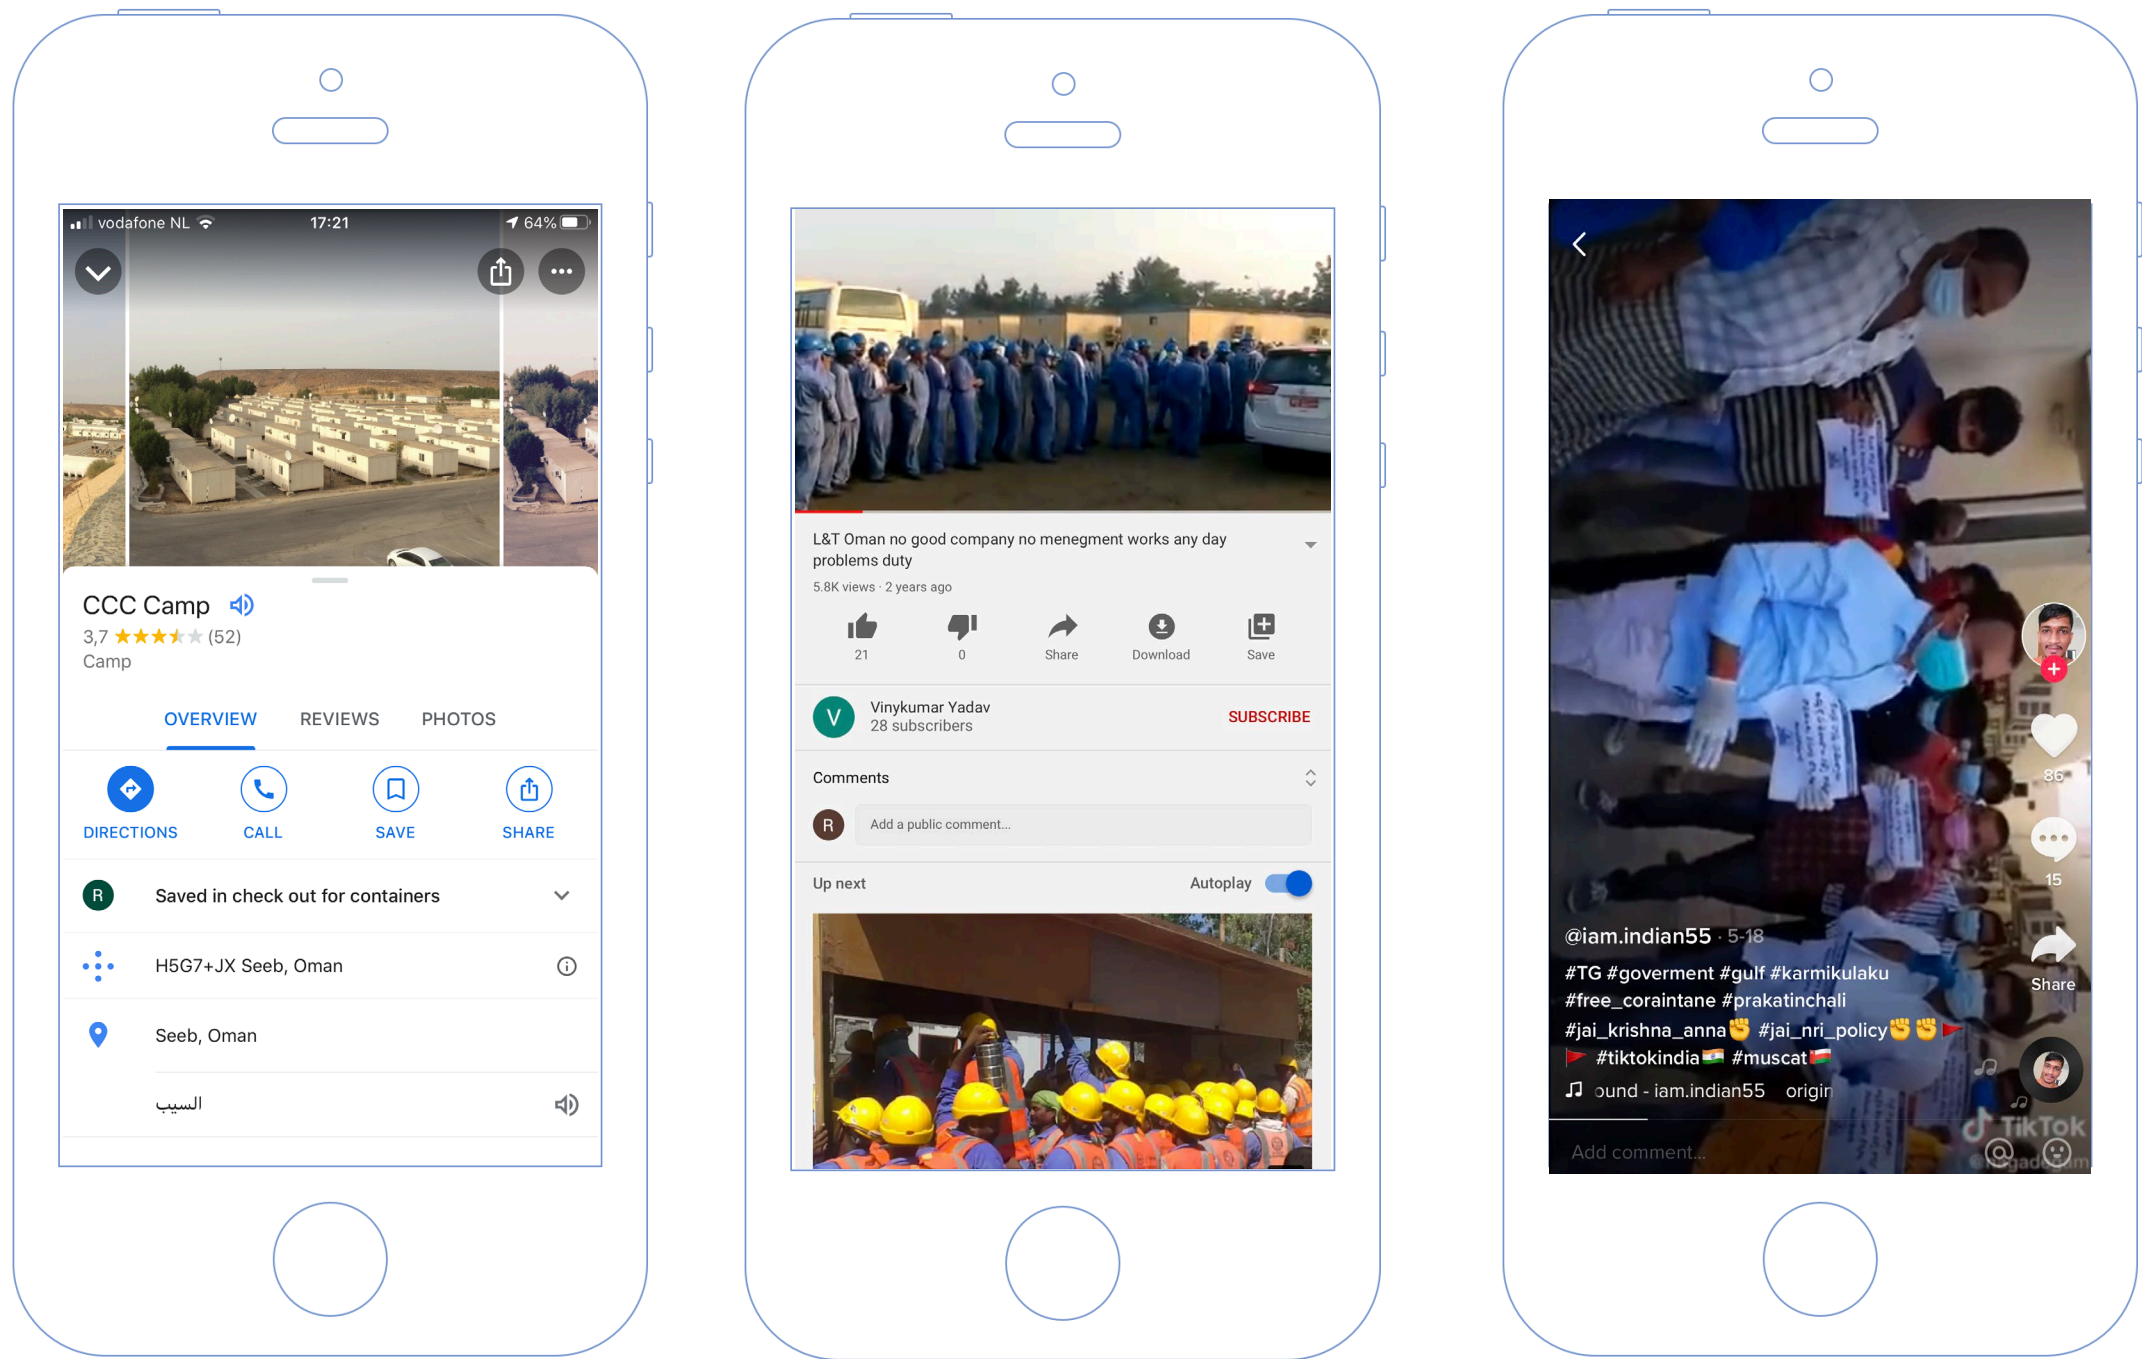 vodafone NL
17:21
64%
CCC Camp
3,7 (52)
Camp
OVERVIEW REVIEWS PHOTOS
DIRECTIONS CALL SAVE SHARE
R Saved in check out for containers
H5G7+JX Seeb, Oman
Seeb, Oman
السيب
L&T Oman no good company no menegment works any day
problems duty
5.8K views · 2 years ago
21 0 Share Download Save
V Vinykumar Yadav
28 subscribers
SUBSCRIBE
Comments
R Add a public comment...
Up next Autoplay
86
15
Share
@iam.indian55 · 5-18
#TG #goverment #gulf #karmikulaku
#free_coraintane #prakatinchali
#jai_krishna_anna✊ #jai_nri_policy✊✊🚩
🚩 #tiktokindia🇮🇳 #muscat🇴🇲
ound - iam.indian55 origin
TikTok
Add comment...